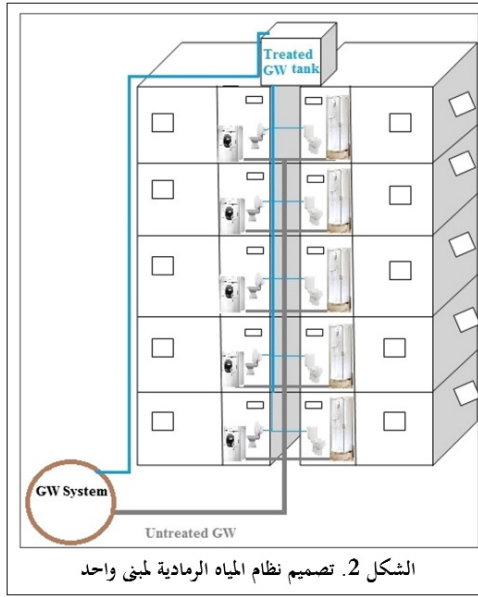 Treated
GW tank
GW System
Untreated GW
الشكل 2. تصميم نظام المياه الرمادية لمبنى واحد